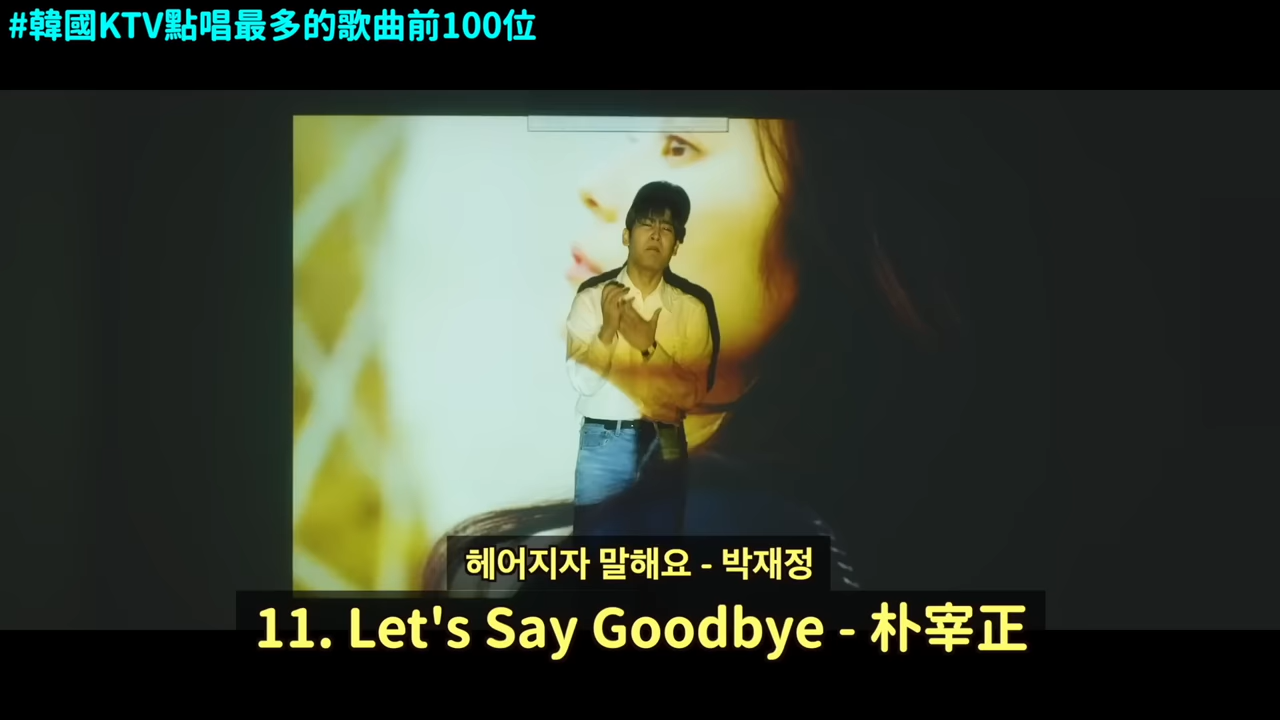 #韓國KTV點唱最多的歌曲前100位
헤어지자 말해요 - 박재정
11. Let's Say Goodbye - 朴宰正